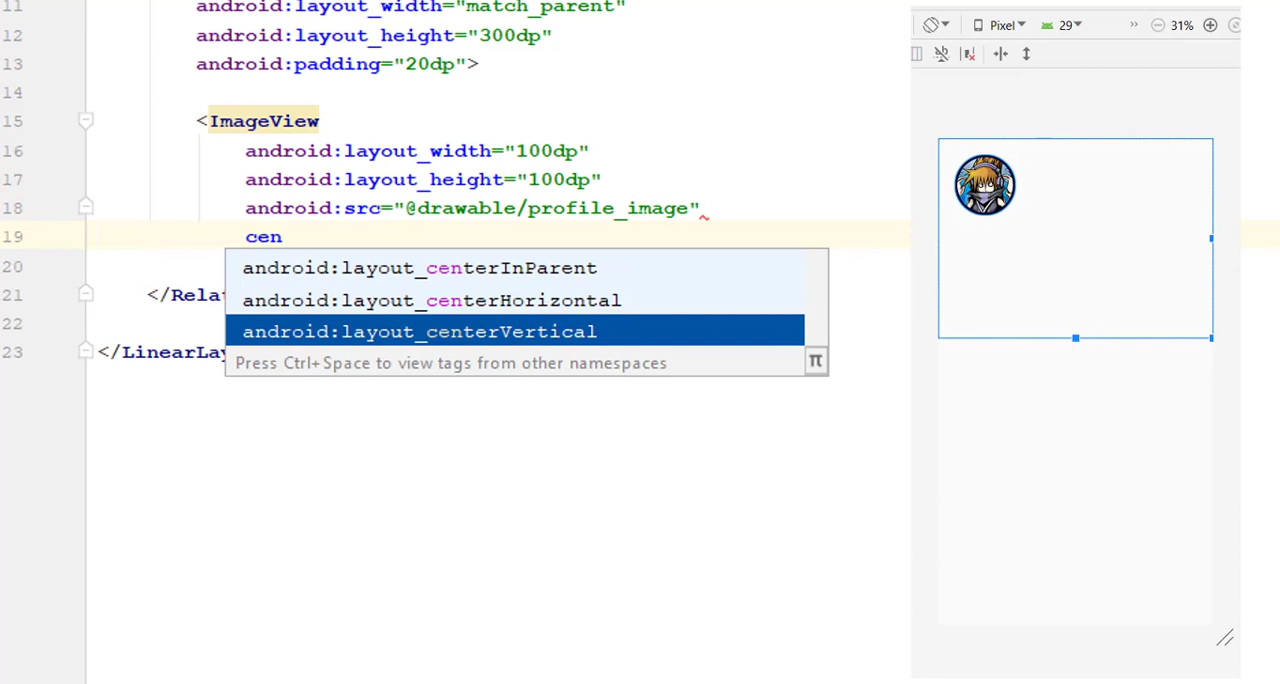 11 android:layout_width="match_parent"
12 android:layout_height="300dp"
13 android:padding="20dp">
14
15 <ImageView
16 android:layout_width="100dp"
17 android:layout_height="100dp"
18 android:src="@drawable/profile_image"
19 cen
android:layout_centerInParent
android:layout_centerHorizontal
android:layout_centerVertical
Press Ctrl+Space to view tags from other namespaces
π
20
21 </Relat
22
23 </LinearLay
Pixel 29 31%